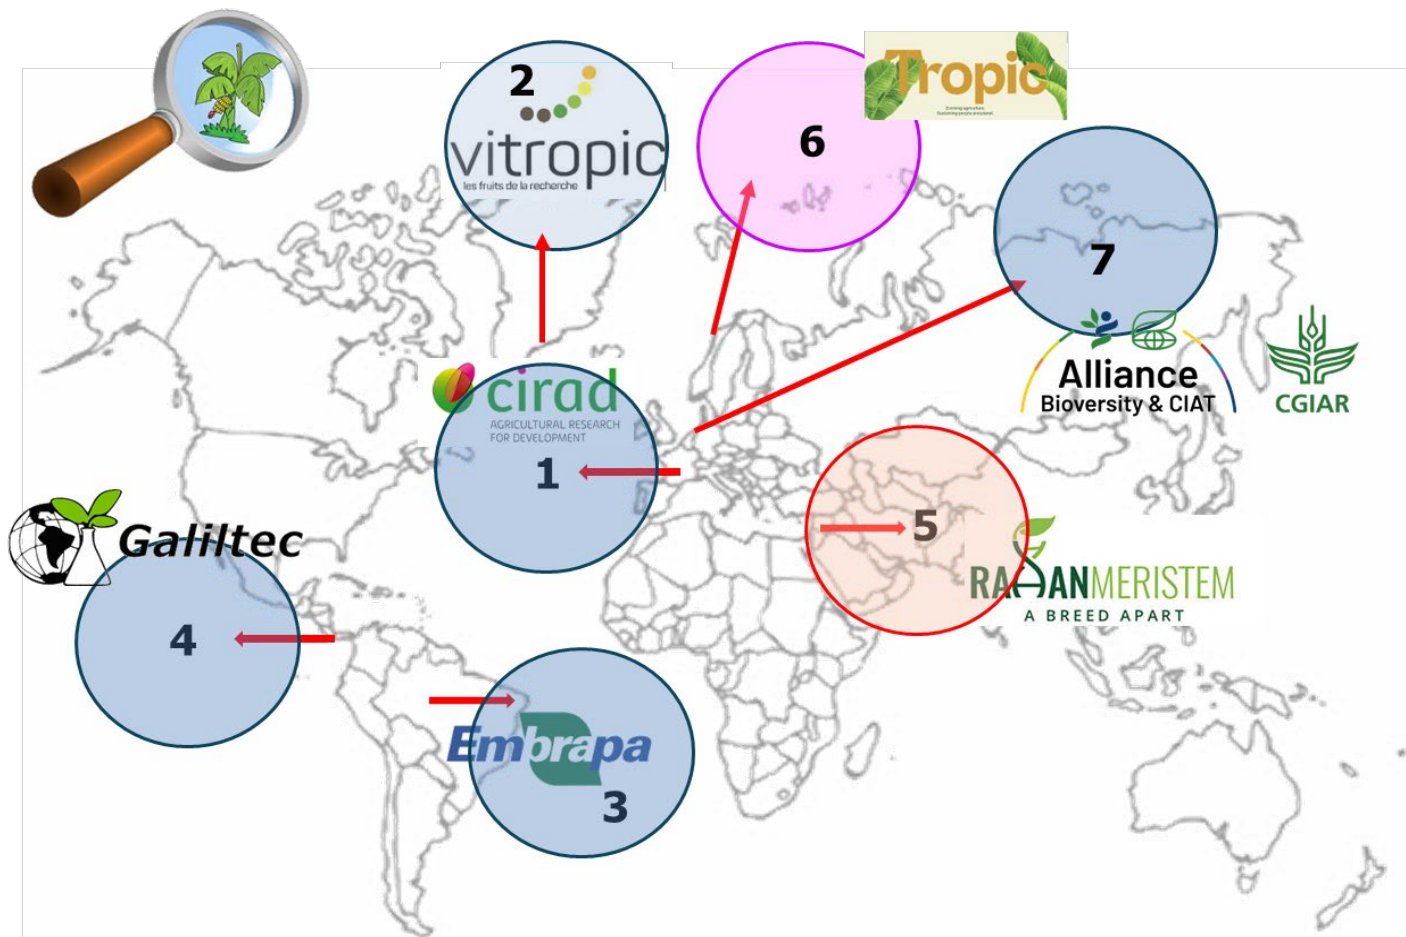 2
vitropic
les fruits de la recherche
6
Tropic
7
Alliance
Bioversity & CIAT
CGIAR
cirad
AGRICULTURAL RESEARCH
FOR DEVELOPMENT
1
Galiltec
4
5
RAHANMERISTEM
A BREED APART
Embrapa
3